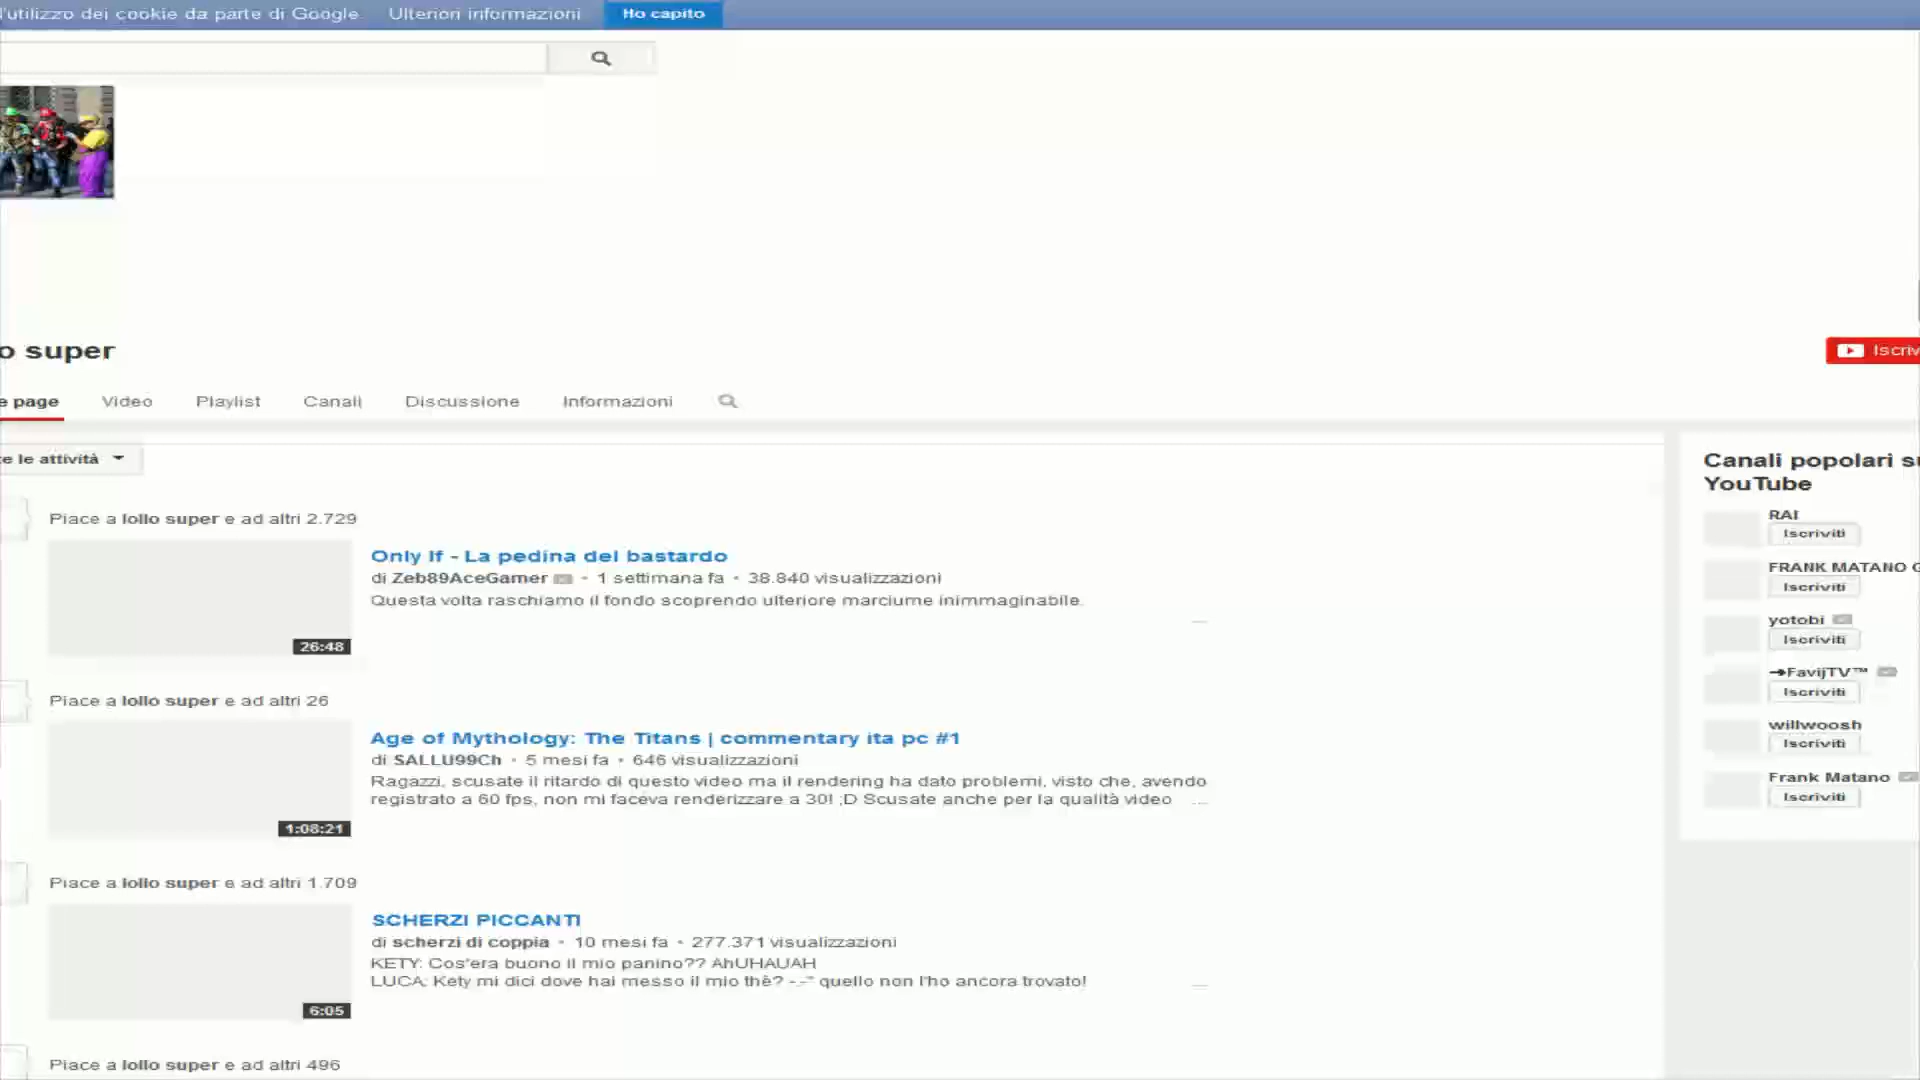 l'utilizzo dei cookie da parte di Google Ulteriori informazioni Ho capito
o super
Iscriv
e page Video Playlist Canali Discussione Informazioni
te le attività
Piace a lollo super e ad altri 2.729
Only If - La pedina del bastardo
di Zeb89AceGamer • 1 settimana fa • 38.840 visualizzazioni
Questa volta raschiamo il fondo scoprendo ulteriore marciume inimmaginabile.
...
26:48
Piace a lollo super e ad altri 26
Age of Mythology: The Titans | commentary ita pc #1
di SALLU99Ch • 5 mesi fa • 646 visualizzazioni
Ragazzi, scusate il ritardo di questo video ma il rendering ha dato problemi, visto che, avendo
registrato a 60 fps, non mi faceva renderizzare a 30! ;D Scusate anche per la qualità video ...
1:08:21
Piace a lollo super e ad altri 1.709
SCHERZI PICCANTI
di scherzi di coppia • 10 mesi fa • 277.371 visualizzazioni
KETY: Cos'era buono il mio panino?? AhUHAUAH
LUCA: Kety mi dici dove hai messo il mio thè? -.-" quello non l'ho ancora trovato!
...
6:05
Piace a lollo super e ad altri 496
Canali popolari su
YouTube
RAI
Iscriviti
FRANK MATANO G
Iscriviti
yotobi
Iscriviti
➔FavijTV™
Iscriviti
willwoosh
Iscriviti
Frank Matano
Iscriviti